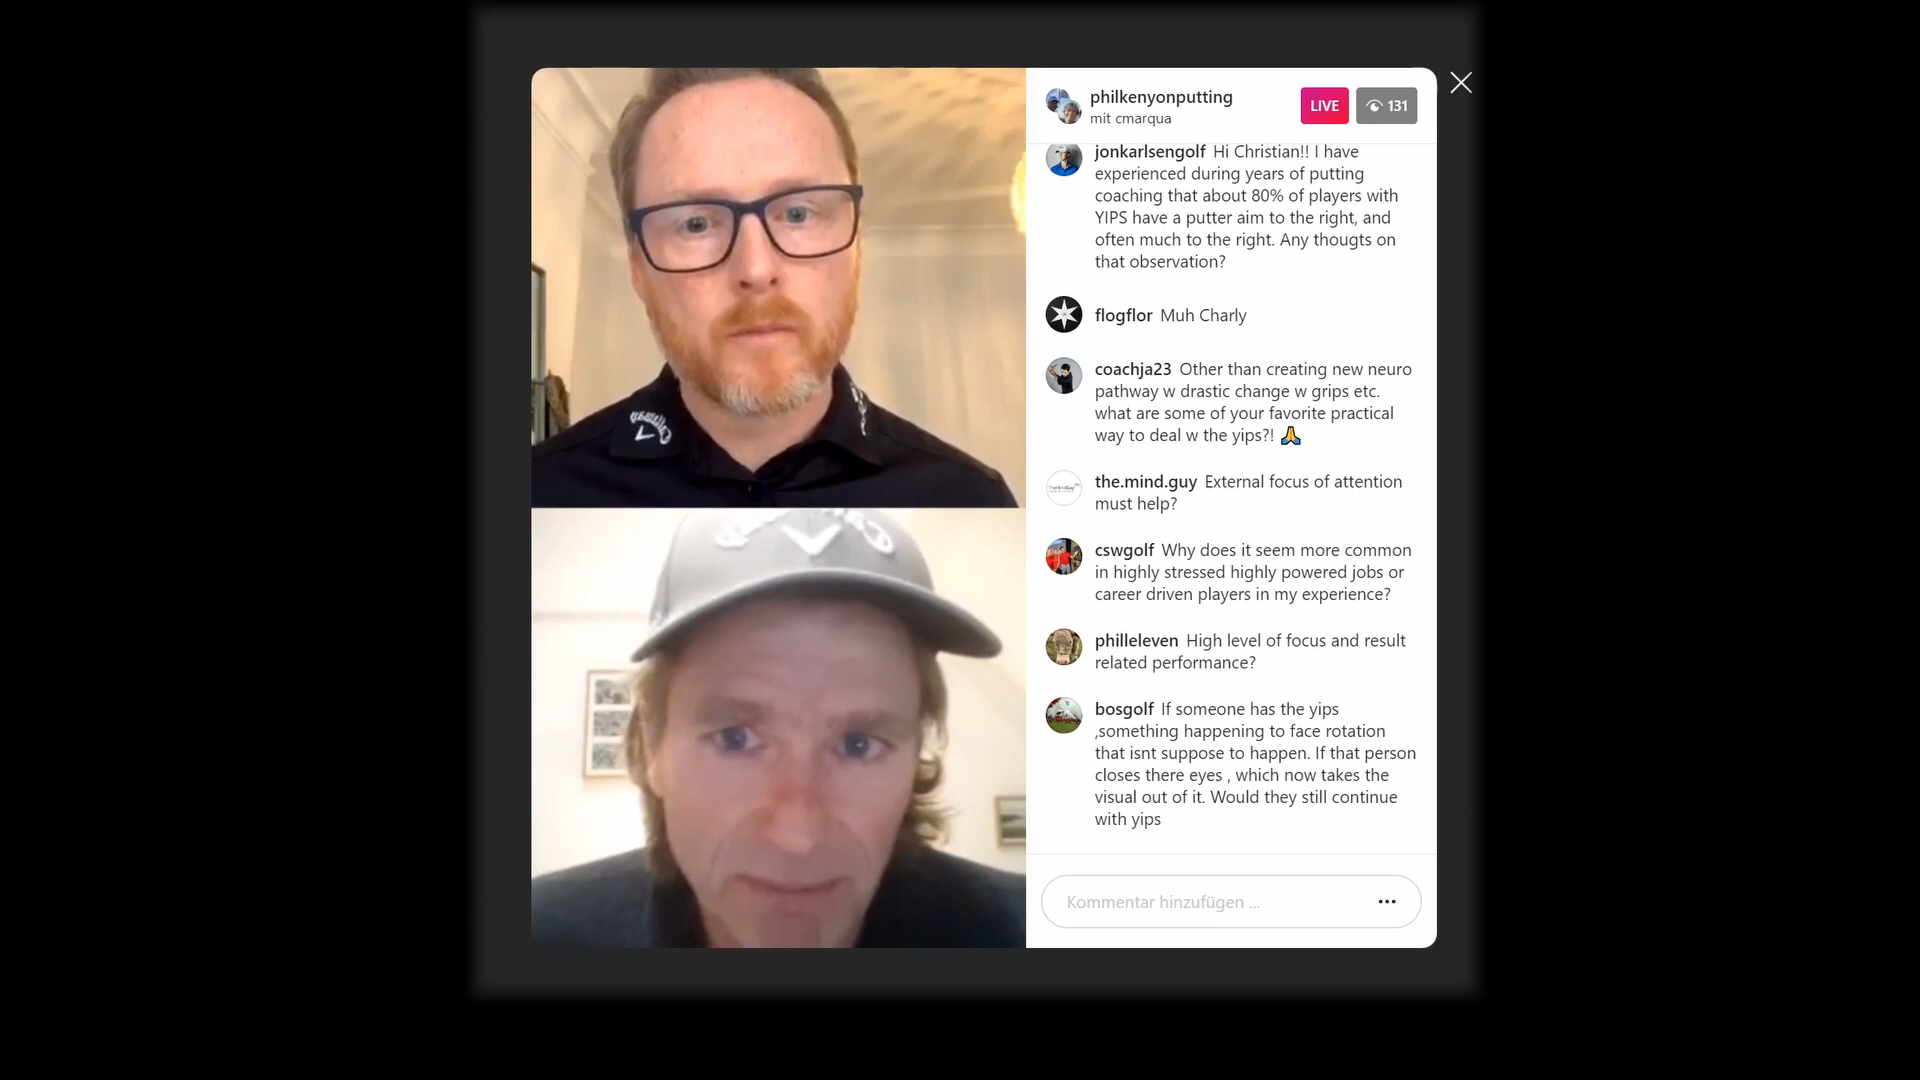 philkenyonputting
mit cmarqua
LIVE
131
jonkarlsengolf Hi Christian!! I have
experienced during years of putting
coaching that about 80% of players with
YIPS have a putter aim to the right, and
often much to the right. Any thougts on
that observation?
flogflor Muh Charly
coachja23 Other than creating new neuro
pathway w drastic change w grips etc.
what are some of your favorite practical
way to deal w the yips?! 🙏
the.mind.guy External focus of attention
must help?
cswgolf Why does it seem more common
in highly stressed highly powered jobs or
career driven players in my experience?
philleleven High level of focus and result
related performance?
bosgolf If someone has the yips
,something happening to face rotation
that isnt suppose to happen. If that person
closes there eyes , which now takes the
visual out of it. Would they still continue
with yips
Kommentar hinzufügen ...
Callaway